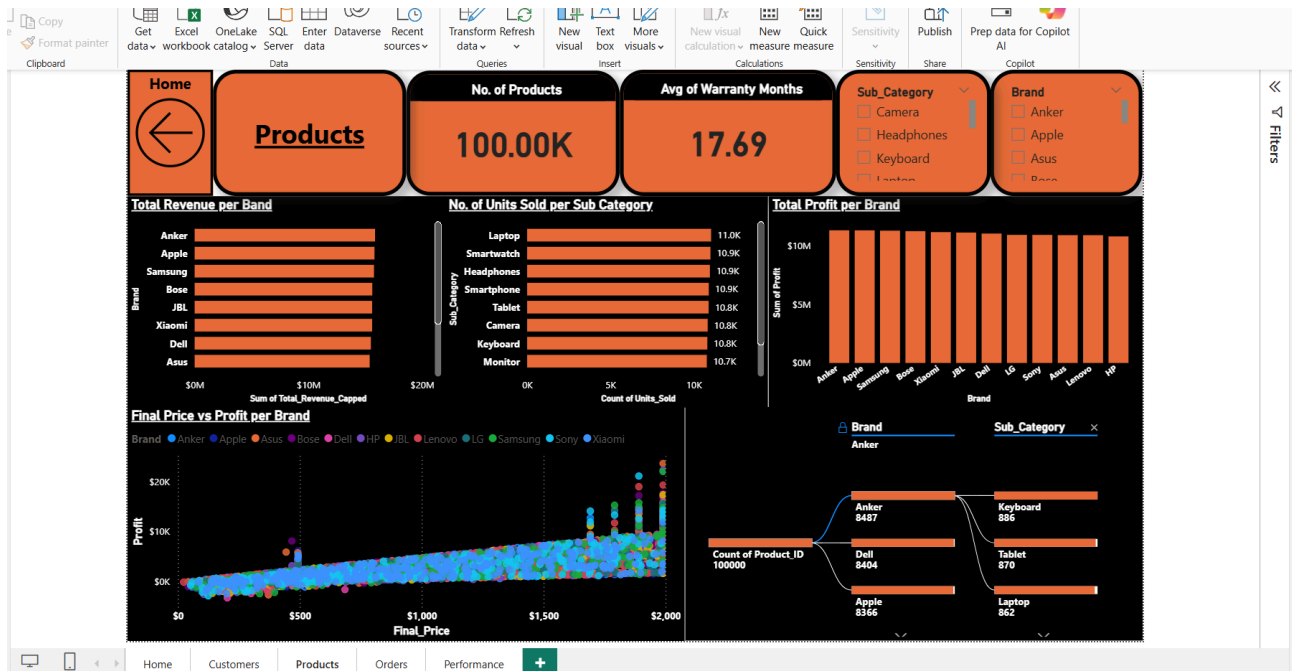 Copy
Format painter
Clipboard
Get data
Excel workbook
OneLake catalog
SQL Server
Enter data
Dataverse
Recent sources
Data
Transform data
Refresh
Queries
New visual
Text box
More visuals
Insert
New visual calculation
New measure
Quick measure
Calculations
Sensitivity
Sensitivity
Publish
Share
Prep data for AI
Copilot
Copilot
Filters
Home
Products
No. of Products
100.00K
Avg of Warranty Months
17.69
Sub_Category
Camera
Headphones
Keyboard
Laptop
Brand
Anker
Apple
Asus
Bose
Total Revenue per Band
Brand
Anker
Apple
Samsung
Bose
JBL
Xiaomi
Dell
Asus
$0M $10M $20M
Sum of Total_Revenue_Capped
No. of Units Sold per Sub Category
Sub_Category
Laptop 11.0K
Smartwatch 10.9K
Headphones 10.9K
Smartphone 10.9K
Tablet 10.8K
Camera 10.8K
Keyboard 10.8K
Monitor 10.7K
0K 5K 10K
Count of Units_Sold
Total Profit per Brand
Sum of Profit
$10M
$5M
$0M
Anker Apple Samsung Bose Xiaomi JBL Dell LG Sony Asus Lenovo HP
Brand
Final Price vs Profit per Brand
Brand Anker Apple Asus Bose Dell HP JBL Lenovo LG Samsung Sony Xiaomi
Profit
$20K
$10K
$0K
$0 $500 $1,000 $1,500 $2,000
Final_Price
Brand
Anker
Sub_Category
Count of Product_ID
100000
Anker
8487
Dell
8404
Apple
8366
Keyboard
886
Tablet
870
Laptop
862
Home Customers Products Orders Performance